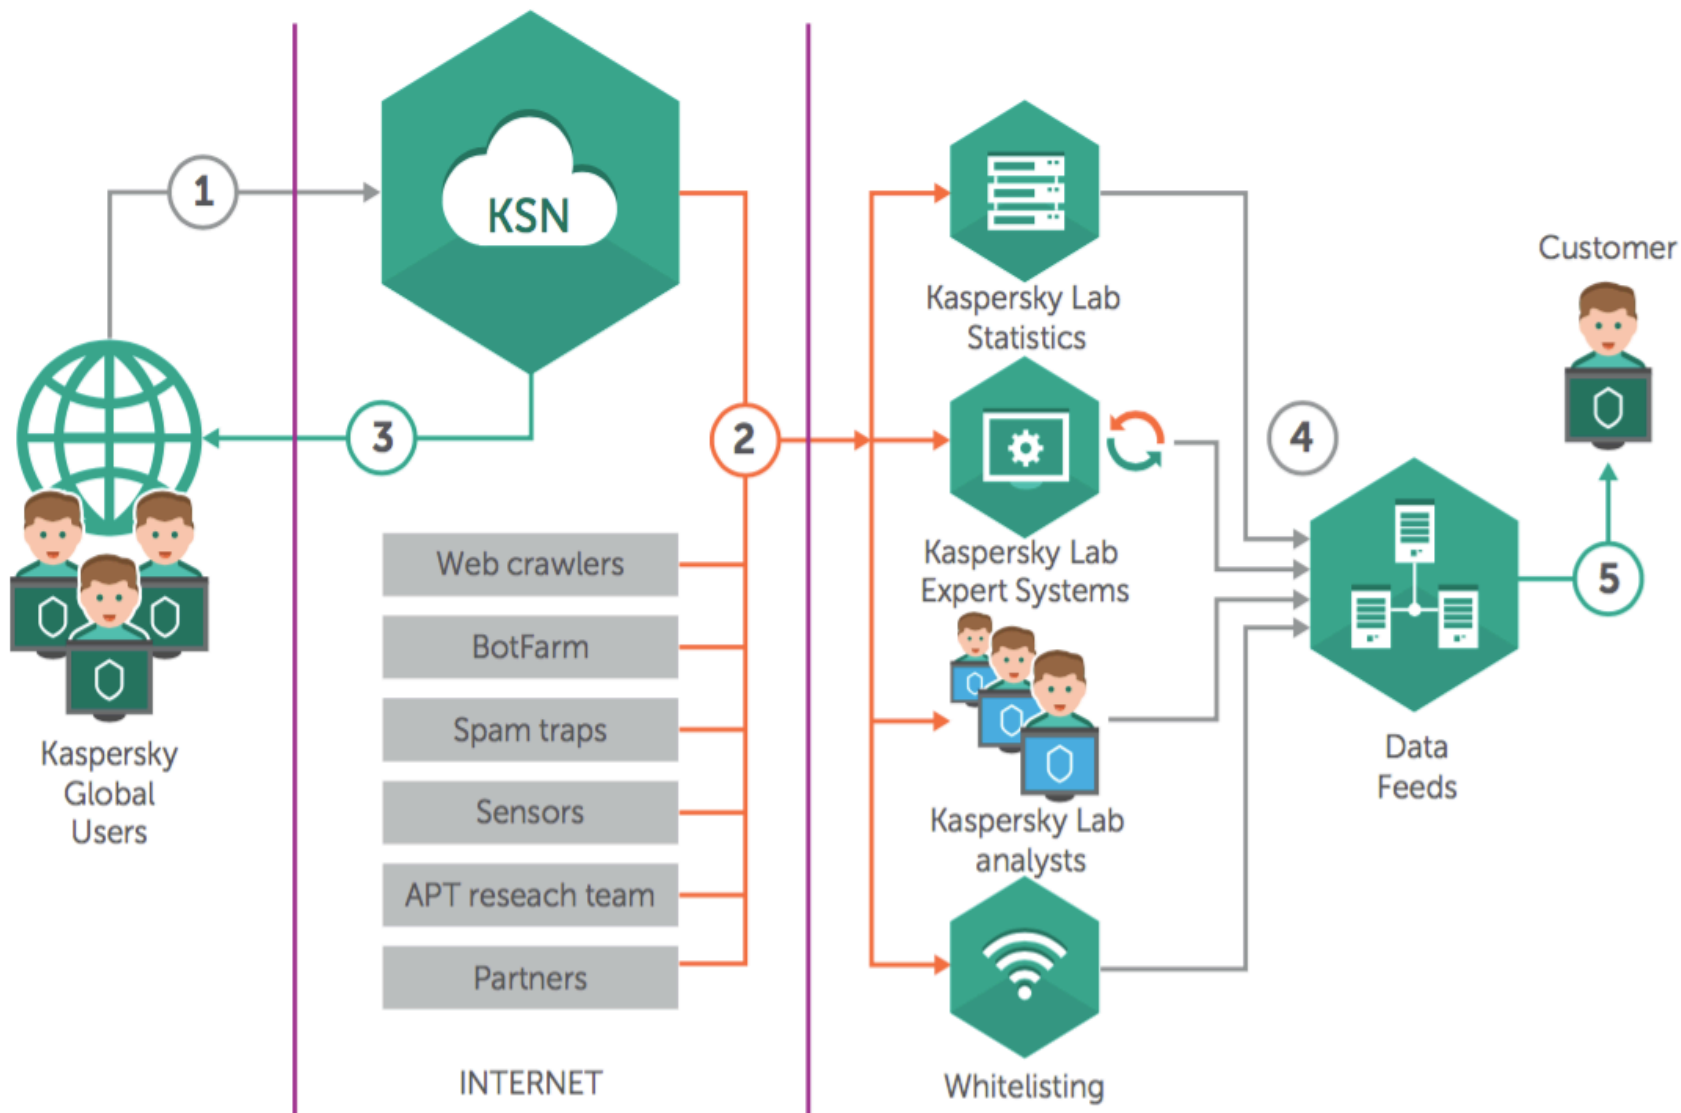 1
KSN
3
2
Web crawlers
BotFarm
Spam traps
Sensors
APT reseach team
Partners
INTERNET
Kaspersky
Global
Users
Kaspersky Lab
Statistics
Kaspersky Lab
Expert Systems
Kaspersky Lab
analysts
Whitelisting
4
Data
Feeds
5
Customer